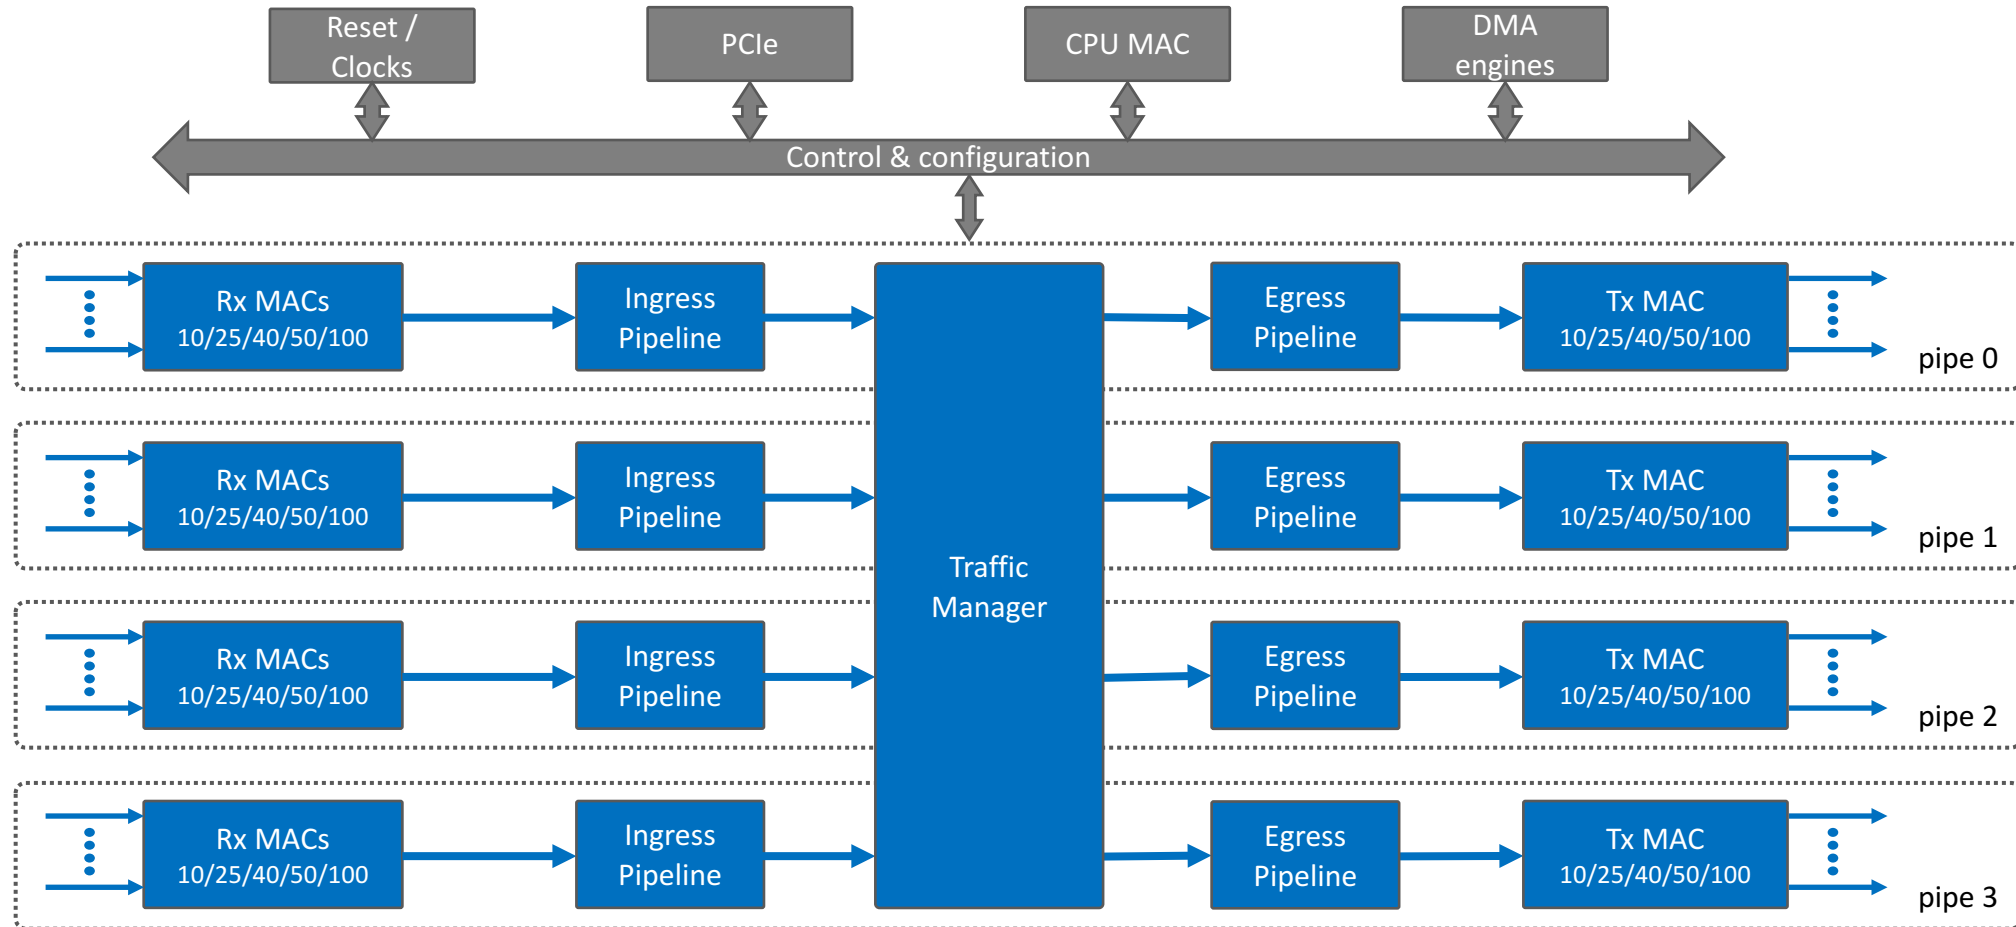 Reset /
Clocks
PCIe
CPU MAC
DMA
engines
Control & configuration
Rx MACs
10/25/40/50/100
Ingress
Pipeline
Egress
Pipeline
Tx MAC
10/25/40/50/100
pipe 0
Rx MACs
10/25/40/50/100
Ingress
Pipeline
Egress
Pipeline
Tx MAC
10/25/40/50/100
pipe 1
Traffic
Manager
Rx MACs
10/25/40/50/100
Ingress
Pipeline
Egress
Pipeline
Tx MAC
10/25/40/50/100
pipe 2
Rx MACs
10/25/40/50/100
Ingress
Pipeline
Egress
Pipeline
Tx MAC
10/25/40/50/100
pipe 3